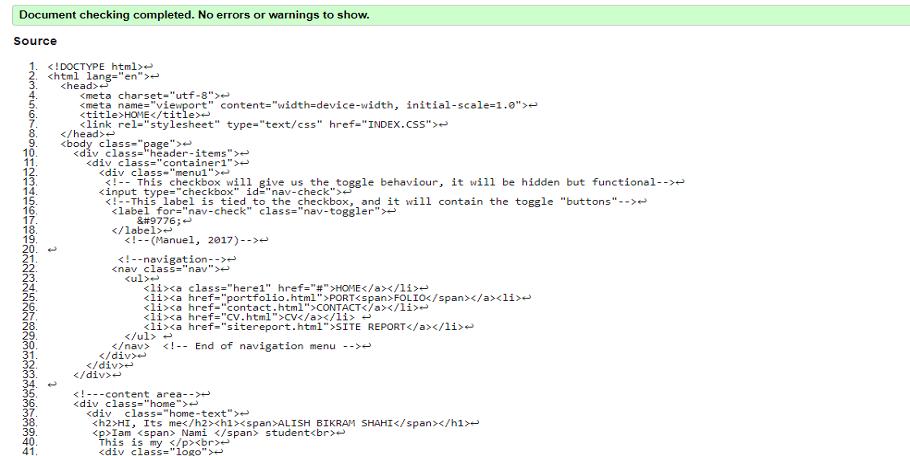 Document checking completed. No errors or warnings to show.
Source
1. <!DOCTYPE html>↩
2. <html lang="en">↩
3. <head>↩
4. <meta charset="utf-8">↩
5. <meta name="viewport" content="width=device-width, initial-scale=1.0">↩
6. <title>HOME</title>↩
7. <link rel="stylesheet" type="text/css" href="INDEX.CSS">↩
8. </head>↩
9. <body class="page">↩
10. <div class="header-items">↩
11. <div class="container1">↩
12. <div class="menu1">↩
13. <!-- This checkbox will give us the toggle behaviour, it will be hidden but functional-->↩
14. <input type="checkbox" id="nav-check">↩
15. <!--This label is tied to the checkbox, and it will contain the toggle "buttons"-->↩
16. <label for="nav-check" class="nav-toggler">↩
17. &#9776;↩
18. </label>↩
19. <!--(Manuel, 2017)-->↩
20. ↩
21. <!--navigation-->↩
22. <nav class="nav">↩
23. <ul>↩
24. <li><a class="here1" href="#">HOME</a></li>↩
25. <li><a href="portfolio.html">PORT<span>FOLIO</span></a><li>↩
26. <li><a href="contact.html">CONTACT</a></li>↩
27. <li><a href="CV.html">CV</a></li> ↩
28. <li><a href="sitereport.html">SITE REPORT</a></li>↩
29. </ul> ↩
30. </nav> <!-- End of navigation menu -->↩
31. </div>↩
32. </div>↩
33. </div>↩
34. ↩
35. <!---content area-->↩
36. <div class="home">↩
37. <div class="home-text">↩
38. <h2>HI, Its me</h2><h1><span>ALISH BIKRAM SHAHI</span></h1>↩
39. <p>Iam <span> Nami </span> student<br>↩
40. This is my </p><br>↩
41. <div class="logo">↩